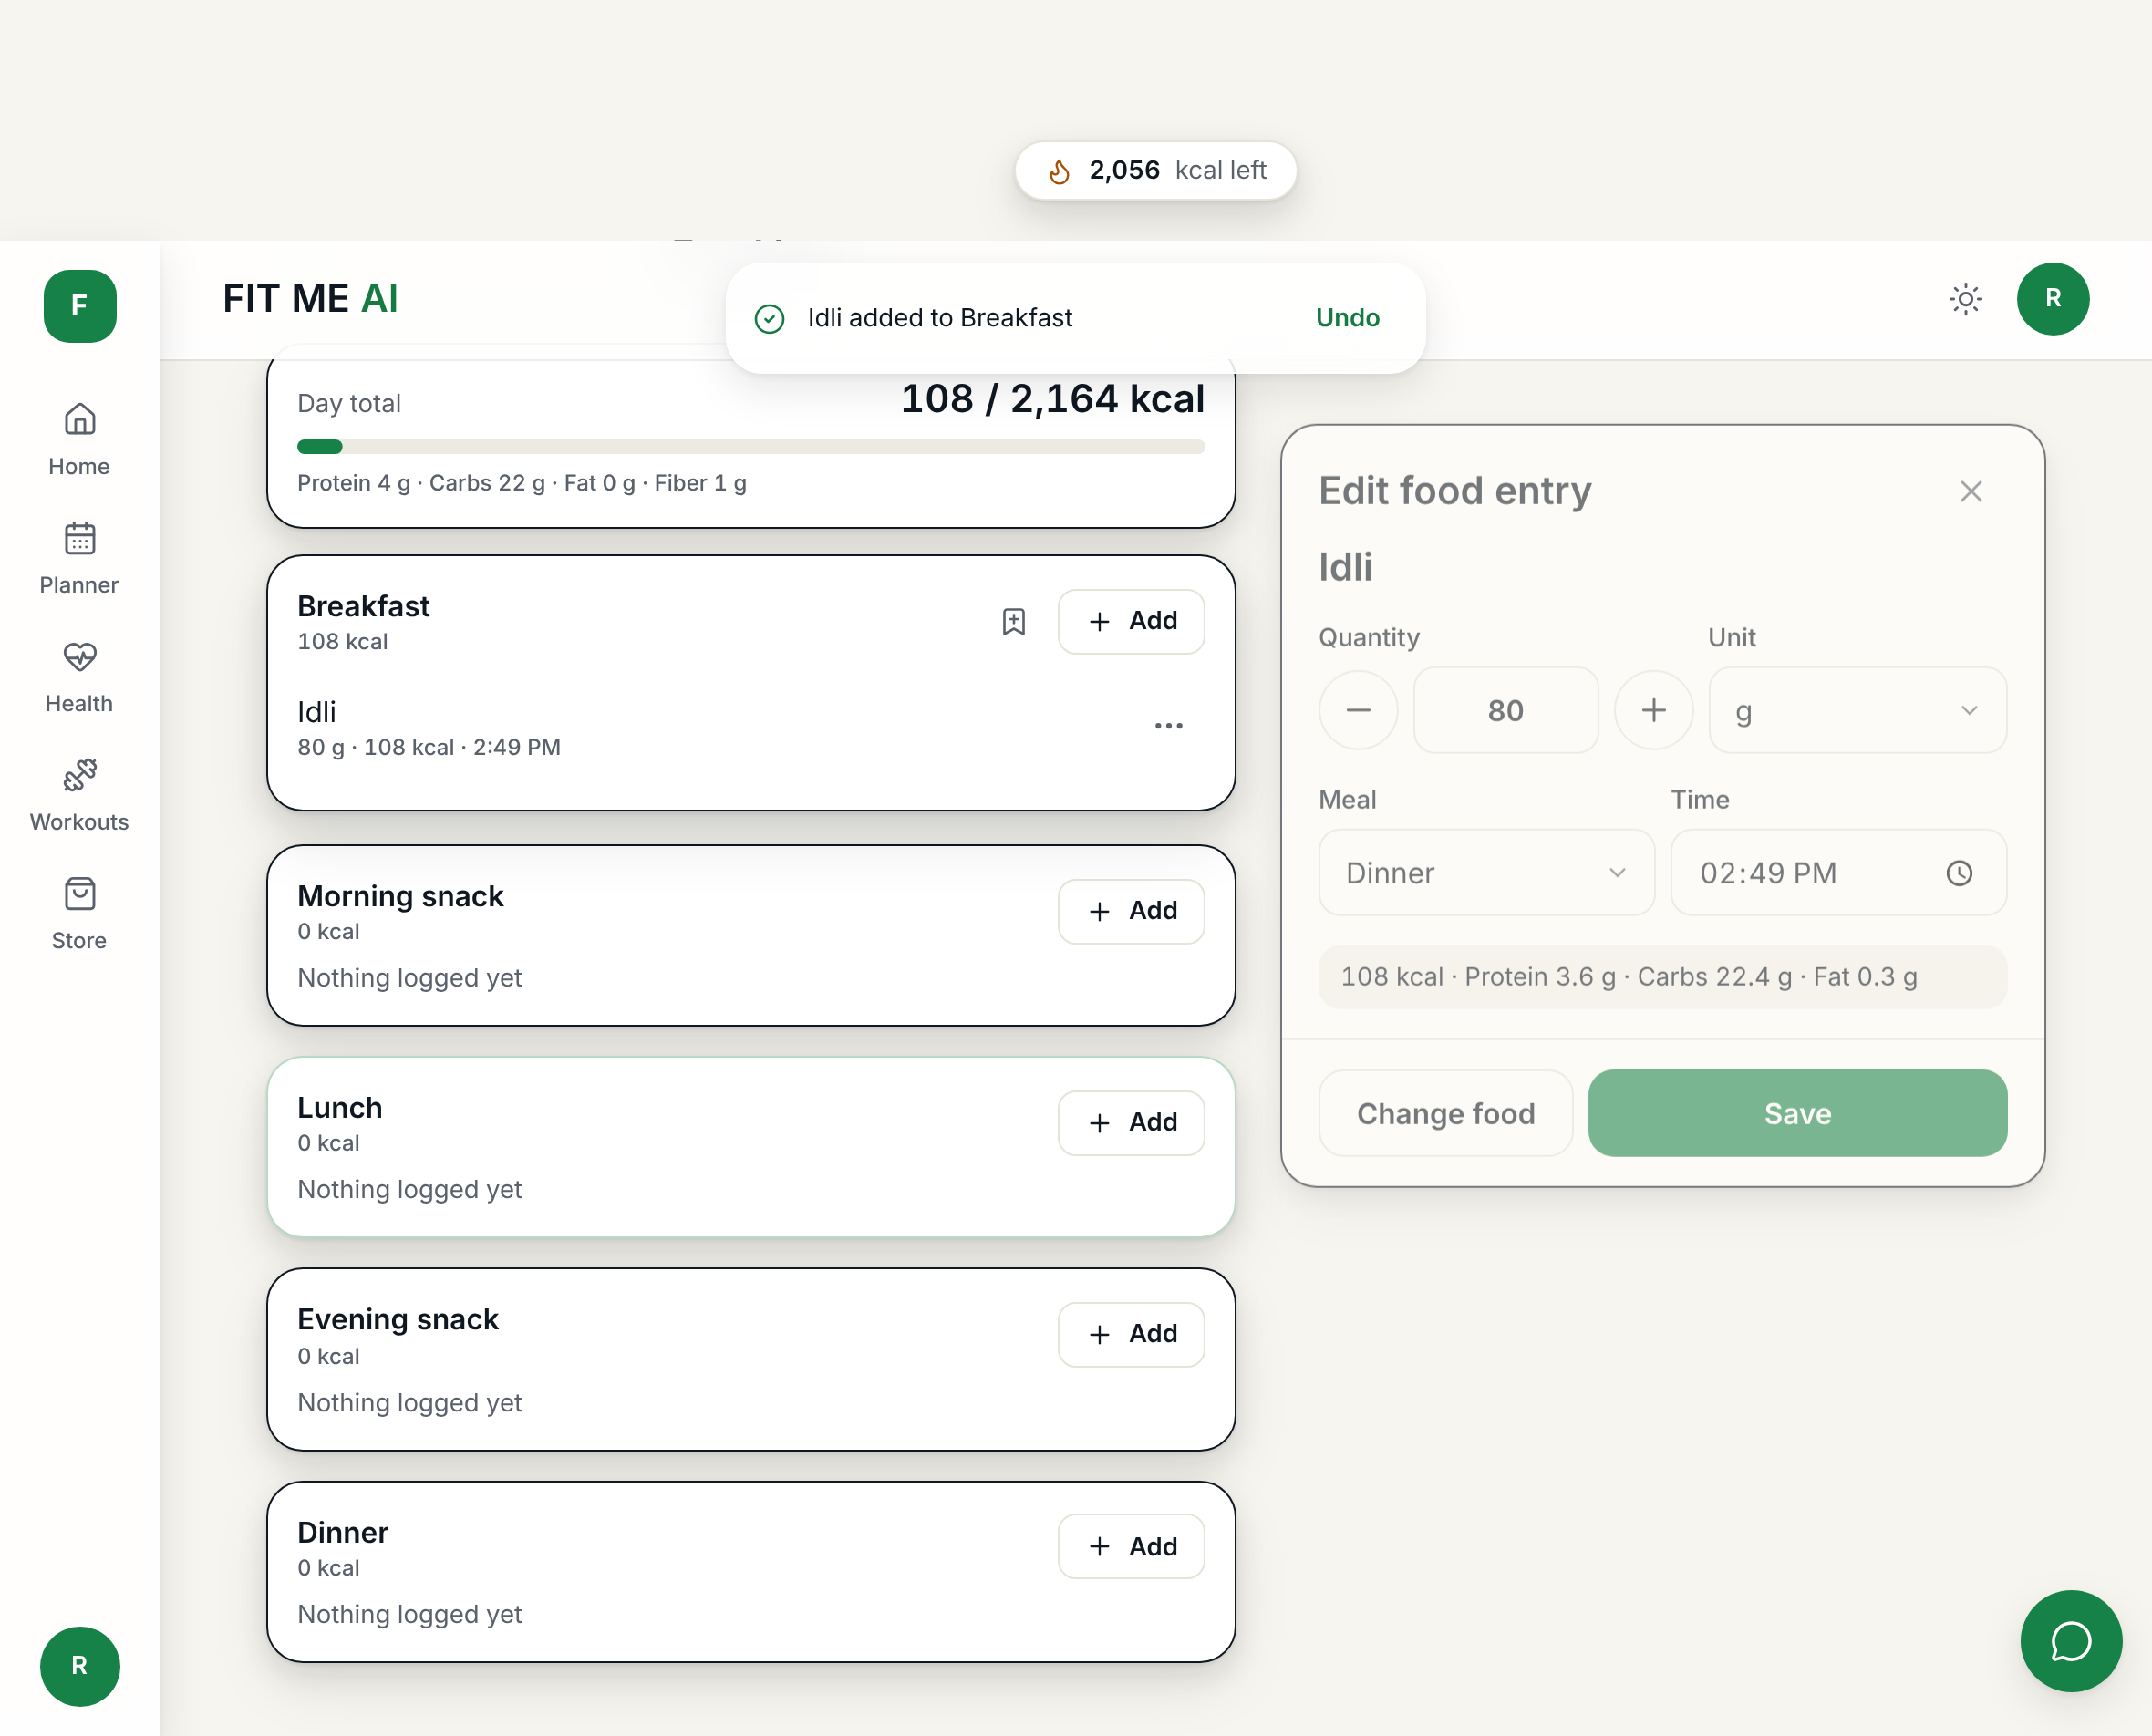 2,056 kcal left
F
FIT ME AI
Idli added to Breakfast
Undo
R
Home
Planner
Health
Workouts
Store
R
Day total
108 / 2,164 kcal
Protein 4 g · Carbs 22 g · Fat 0 g · Fiber 1 g
Breakfast
108 kcal
Add
Idli
80 g · 108 kcal · 2:49 PM
Morning snack
0 kcal
Add
Nothing logged yet
Lunch
0 kcal
Add
Nothing logged yet
Evening snack
0 kcal
Add
Nothing logged yet
Dinner
0 kcal
Add
Nothing logged yet
Edit food entry
Idli
Quantity
Unit
80
g
Meal
Time
Dinner
02:49 PM
108 kcal · Protein 3.6 g · Carbs 22.4 g · Fat 0.3 g
Change food
Save